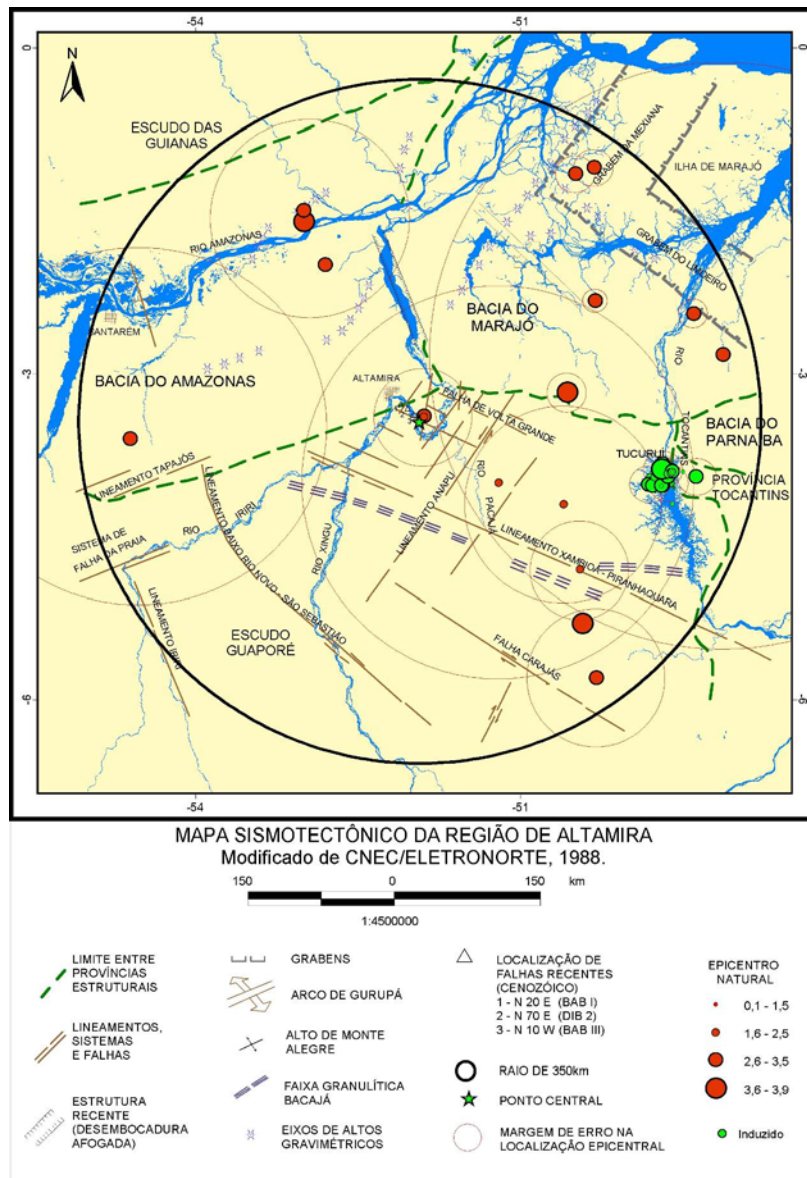 -54
-51
0
N
ESCUDO DAS
GUIANAS
GRABEM DA MEXIANA
ILHA DE MARAJÓ
RIO AMAZONAS
GRABEM DO LINDEIRO
BACIA DO
MARAJÓ
SANTARÉM
RIO
-3
-3
BACIA DO AMAZONAS
ALTAMIRA
FALHA DE VOLTA GRANDE
TOCANTINS
BACIA DO
PARNAIBA
TUCURUÍ
PROVÍNCIA
TOCANTINS
LINEAMENTO TAPAJÓS
RIO
PACAJÁ
LINEAMENTO ANAPU
SISTEMA DE
FALHA DA PRAIA
RIO
IRIRI
LINEAMENTO BAIXO RIO NOVO - SÃO SEBASTIÃO
RIO XINGU
LINEAMENTO XAMBIOÁ - PIRANHAQUARA
LINEAMENTO IRIRI
ESCUDO
GUAPORÉ
FALHA CARAJÁS
-6
-6
-54
-51
MAPA SISMOTECTÔNICO DA REGIÃO DE ALTAMIRA
Modificado de CNEC/ELETRONORTE, 1988.
150
0
150
km
1:4500000
LIMITE ENTRE
PROVÍNCIAS
ESTRUTURAIS
LINEAMENTOS,
SISTEMAS
E FALHAS
ESTRUTURA
RECENTE
(DESEMBOCADURA
AFOGADA)
GRABENS
ARCO DE GURUPÁ
ALTO DE MONTE
ALEGRE
FAIXA GRANULÍTICA
BACAJÁ
EIXOS DE ALTOS
GRAVIMÉTRICOS
LOCALIZAÇÃO DE
FALHAS RECENTES
(CENOZÓICO)
1 - N 20 E (BAB I)
2 - N 70 E (DIB 2)
3 - N 10 W (BAB III)
RAIO DE 350km
PONTO CENTRAL
MARGEM DE ERRO NA
LOCALIZAÇÃO EPICENTRAL
EPICENTRO
NATURAL
0,1 - 1,5
1,6 - 2,5
2,6 - 3,5
3,6 - 3,9
Induzido